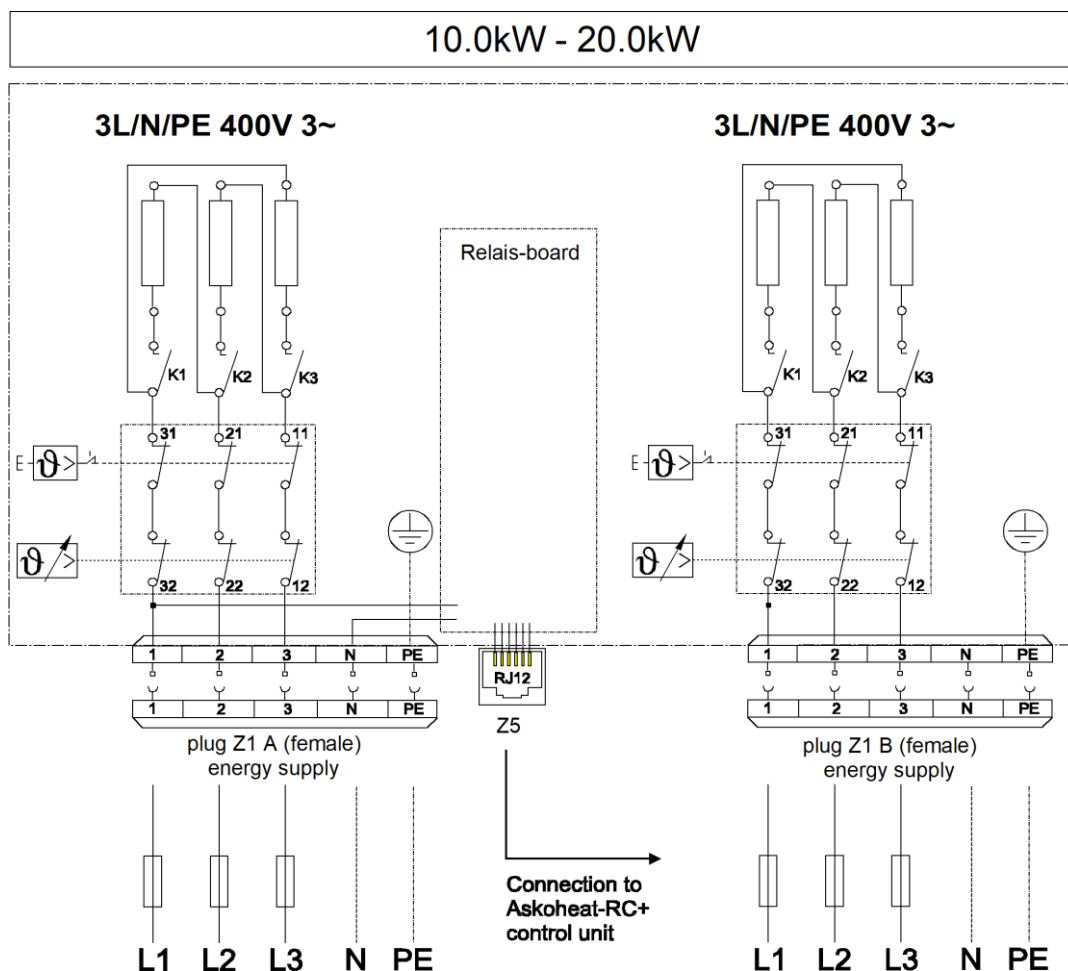 10.0kW - 20.0kW
3L/N/PE 400V 3~
3L/N/PE 400V 3~
Relais-board
K1 K2 K3
K1 K2 K3
31 21 11
31 21 11
ϑ
ϑ
ϑ
ϑ
32 22 12
32 22 12
1 2 3 N PE
1 2 3 N PE
RJ12
1 2 3 N PE
1 2 3 N PE
Z5
plug Z1 A (female)
energy supply
plug Z1 B (female)
energy supply
Connection to
Askoheat-RC+
control unit
L1 L2 L3 N PE
L1 L2 L3 N PE